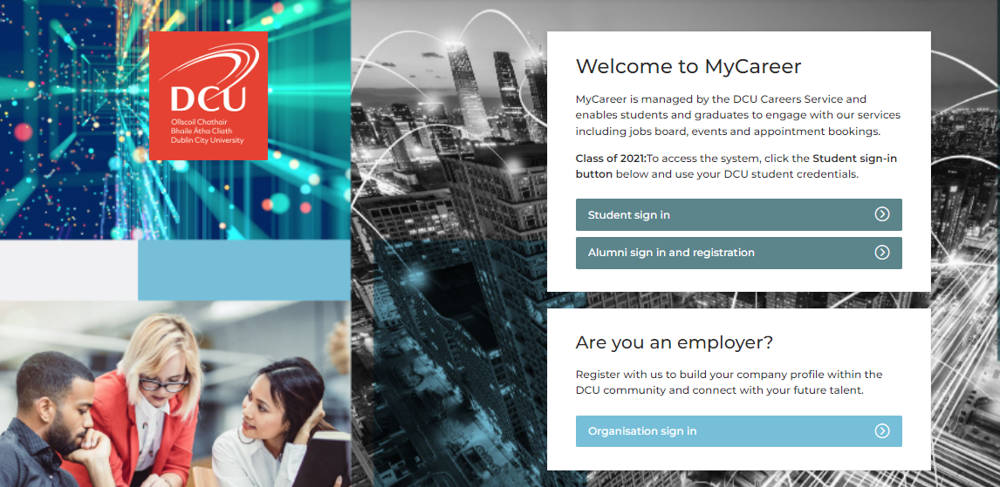 DCU
Ollscoil Chathair
Bhaile Átha Cliath
Dublin City University
Welcome to MyCareer
MyCareer is managed by the DCU Careers Service and
enables students and graduates to engage with our services
including jobs board, events and appointment bookings.
Class of 2021:To access the system, click the Student sign-in
button below and use your DCU student credentials.
Student sign in
Alumni sign in and registration
Are you an employer?
Register with us to build your company profile within the
DCU community and connect with your future talent.
Organisation sign in